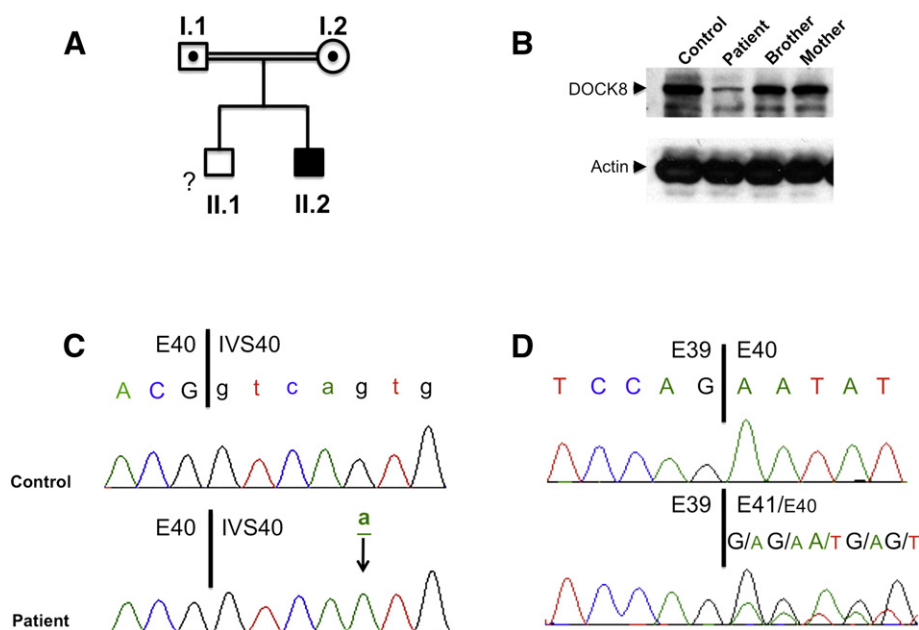 A
I.1
I.2
?
II.1
II.2
B
Control
Patient
Brother
Mother
DOCK8
Actin
C
E40 IVS40
A C G g t c a g t g
Control
E40 IVS40
a
Patient
D
E39 E40
T C C A G A A T A T
E39 E41/E40
G/A G/A A/T G/A G/T